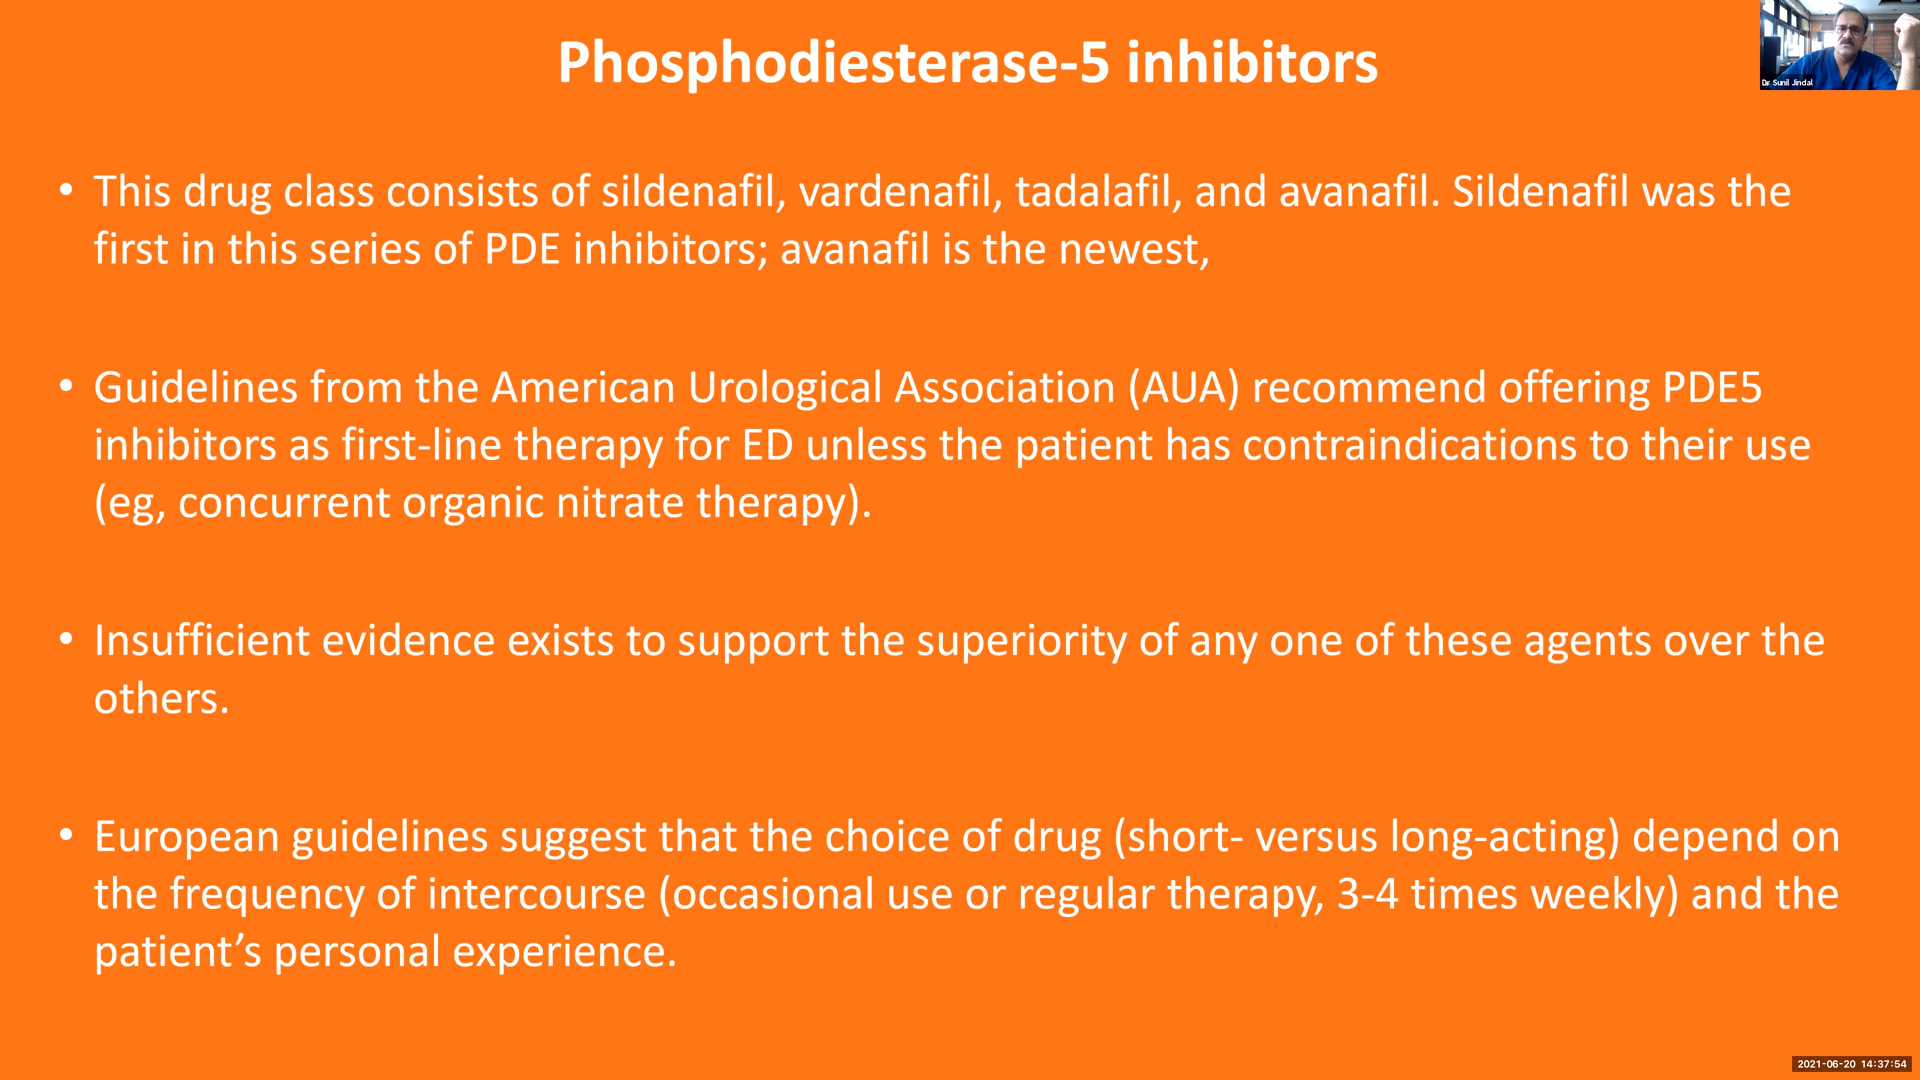 Phosphodiesterase-5 inhibitors
Dr Sunil Jindal
• This drug class consists of sildenafil, vardenafil, tadalafil, and avanafil. Sildenafil was the
first in this series of PDE inhibitors; avanafil is the newest,
• Guidelines from the American Urological Association (AUA) recommend offering PDE5
inhibitors as first-line therapy for ED unless the patient has contraindications to their use
(eg, concurrent organic nitrate therapy).
• Insufficient evidence exists to support the superiority of any one of these agents over the
others.
• European guidelines suggest that the choice of drug (short- versus long-acting) depend on
the frequency of intercourse (occasional use or regular therapy, 3-4 times weekly) and the
patient’s personal experience.
2021-06-20 14:37:54